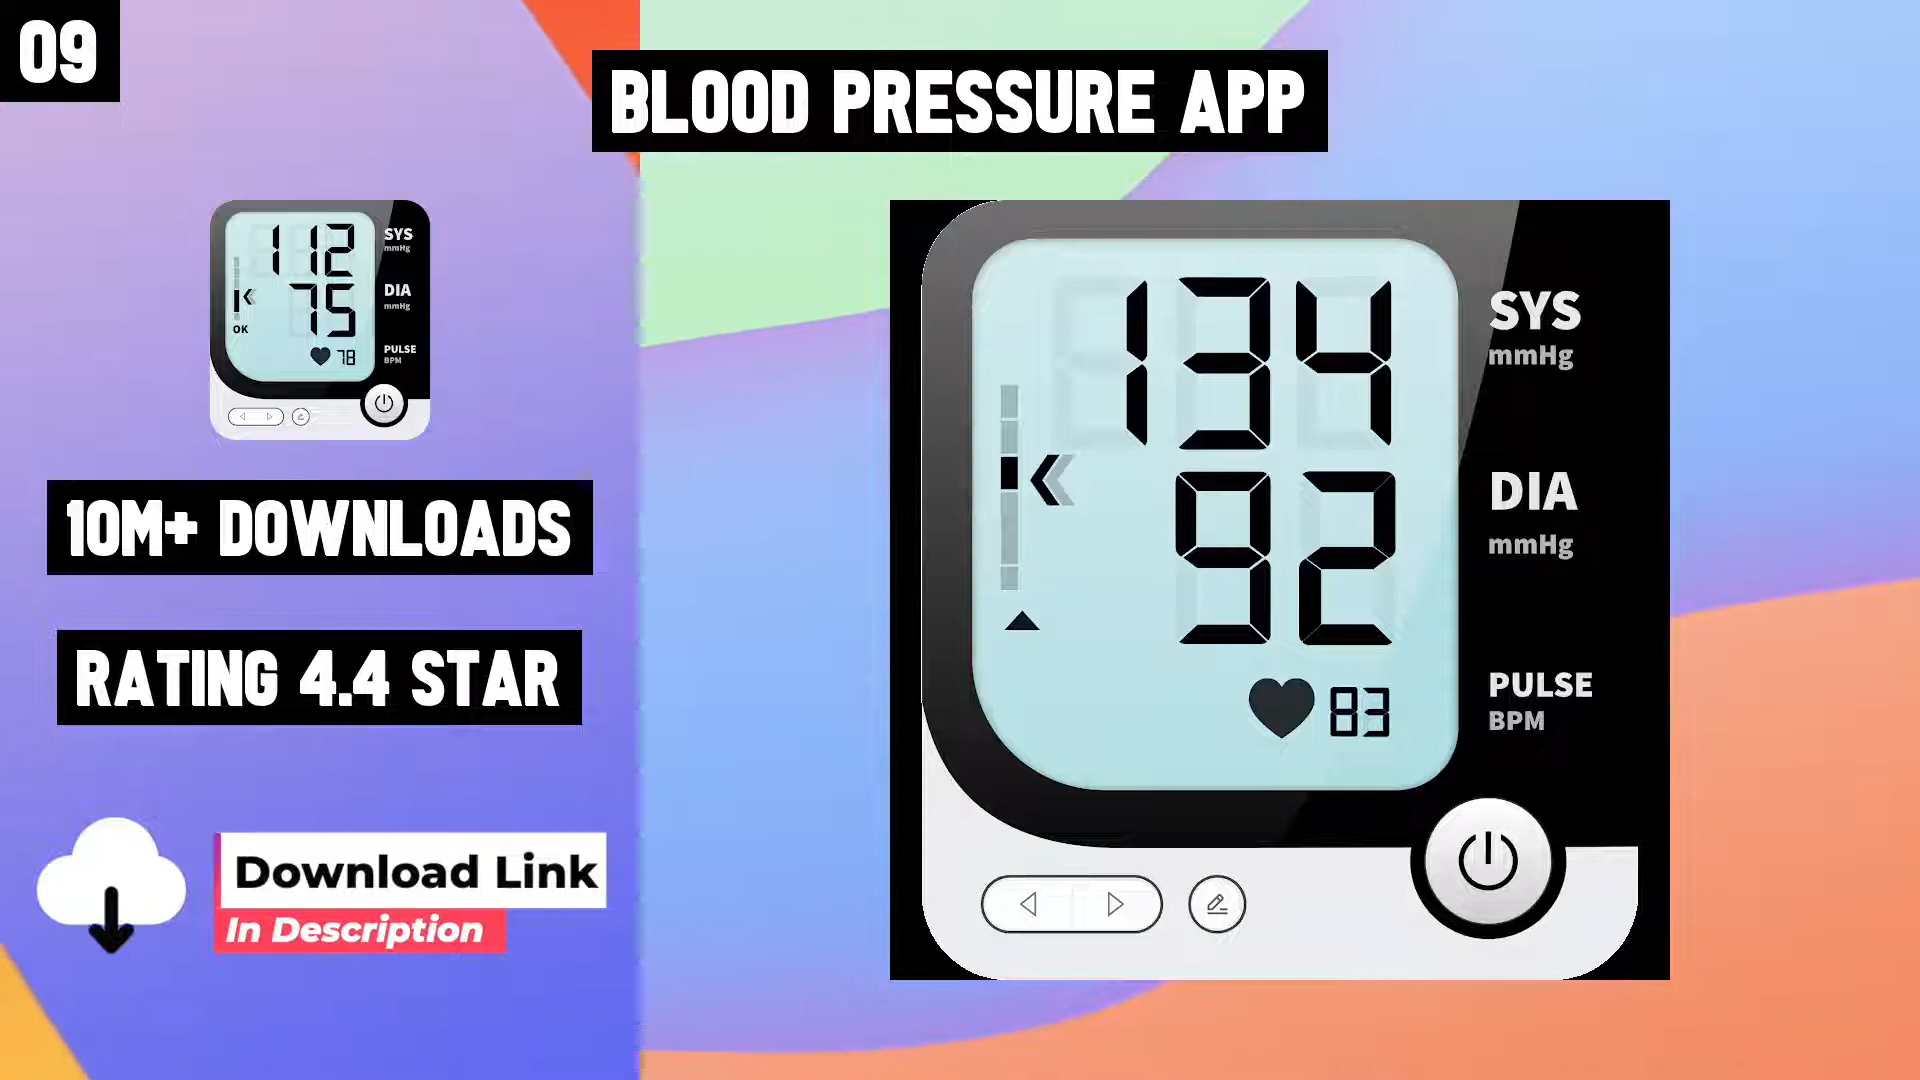 09
BLOOD PRESSURE APP
112
SYS
mmHg
75
DIA
mmHg
OK
78
PULSE
BPM
10M+ DOWNLOADS
RATING 4.4 STAR
Download Link
In Description
134
SYS
mmHg
92
DIA
mmHg
83
PULSE
BPM